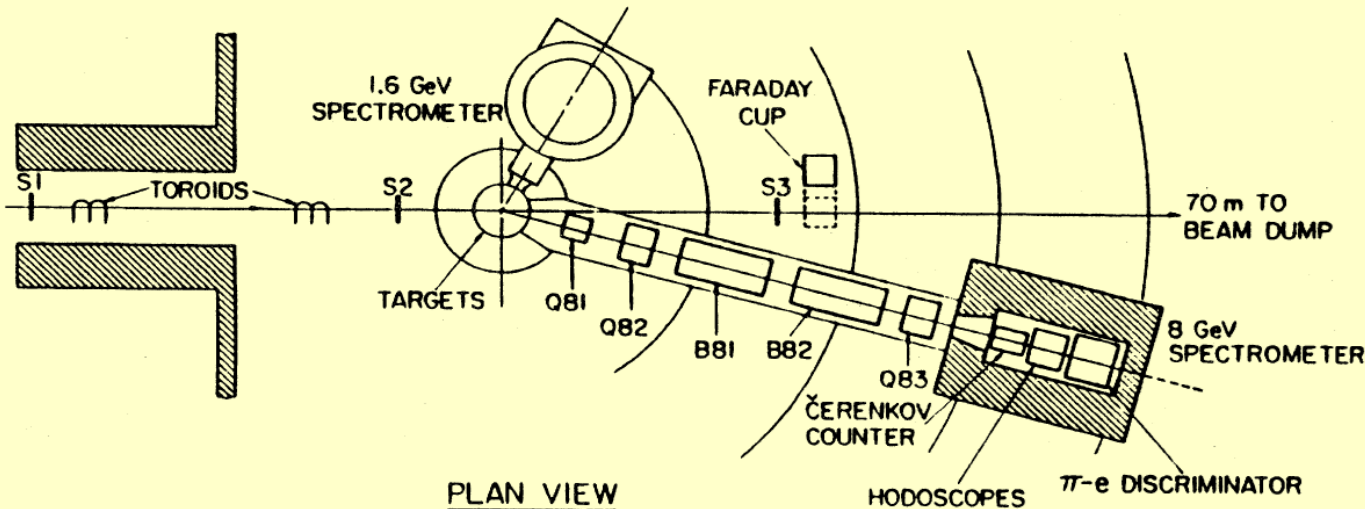 1.6 GeV
SPECTROMETER
FARADAY
CUP
S1
TOROIDS
S2
S3
70 m TO
BEAM DUMP
TARGETS
Q81
Q82
B81
B82
Q83
8 GeV
SPECTROMETER
ČERENKOV
COUNTER
HODOSCOPES
π-e DISCRIMINATOR
PLAN VIEW